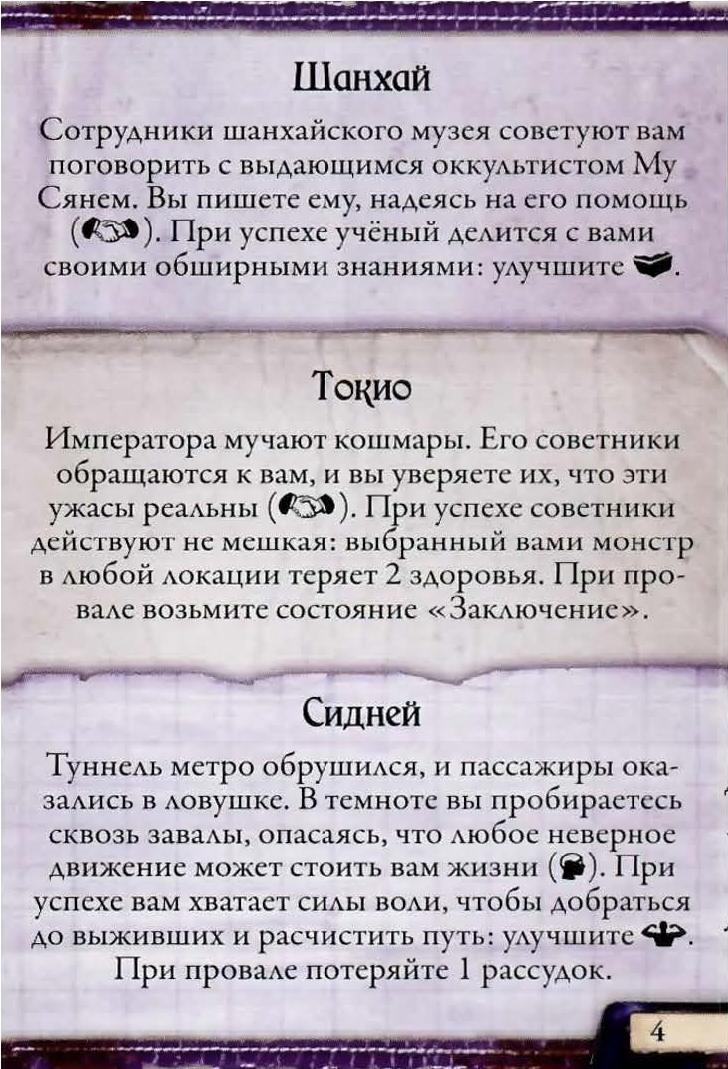 Шанхай
Сотрудники шанхайского музея советуют вам
поговорить с выдающимся оккультистом Му
Сянем. Вы пишете ему, надеясь на его помощь
( ). При успехе учёный делится с вами
своими обширными знаниями: улучшите .
Токио
Императора мучают кошмары. Его советники
обращаются к вам, и вы уверяете их, что эти
ужасы реальны ( ). При успехе советники
действуют не мешкая: выбранный вами монстр
в любой локации теряет 2 здоровья. При про-
вале возьмите состояние «Заключение».
Сидней
Туннель метро обрушился, и пассажиры ока-
зались в ловушке. В темноте вы пробираетесь
сквозь завалы, опасаясь, что любое неверное
движение может стоить вам жизни ( ). При
успехе вам хватает силы воли, чтобы добраться
до выживших и расчистить путь: улучшите .
При провале потеряйте 1 рассудок.
4